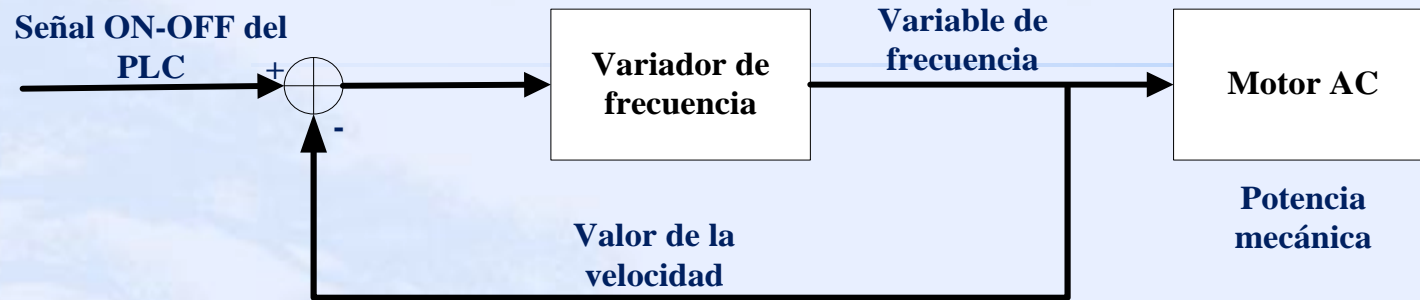 Señal ON-OFF del
PLC
+
-
Variador de
frecuencia
Variable de
frecuencia
Motor AC
Potencia
mecánica
Valor de la
velocidad